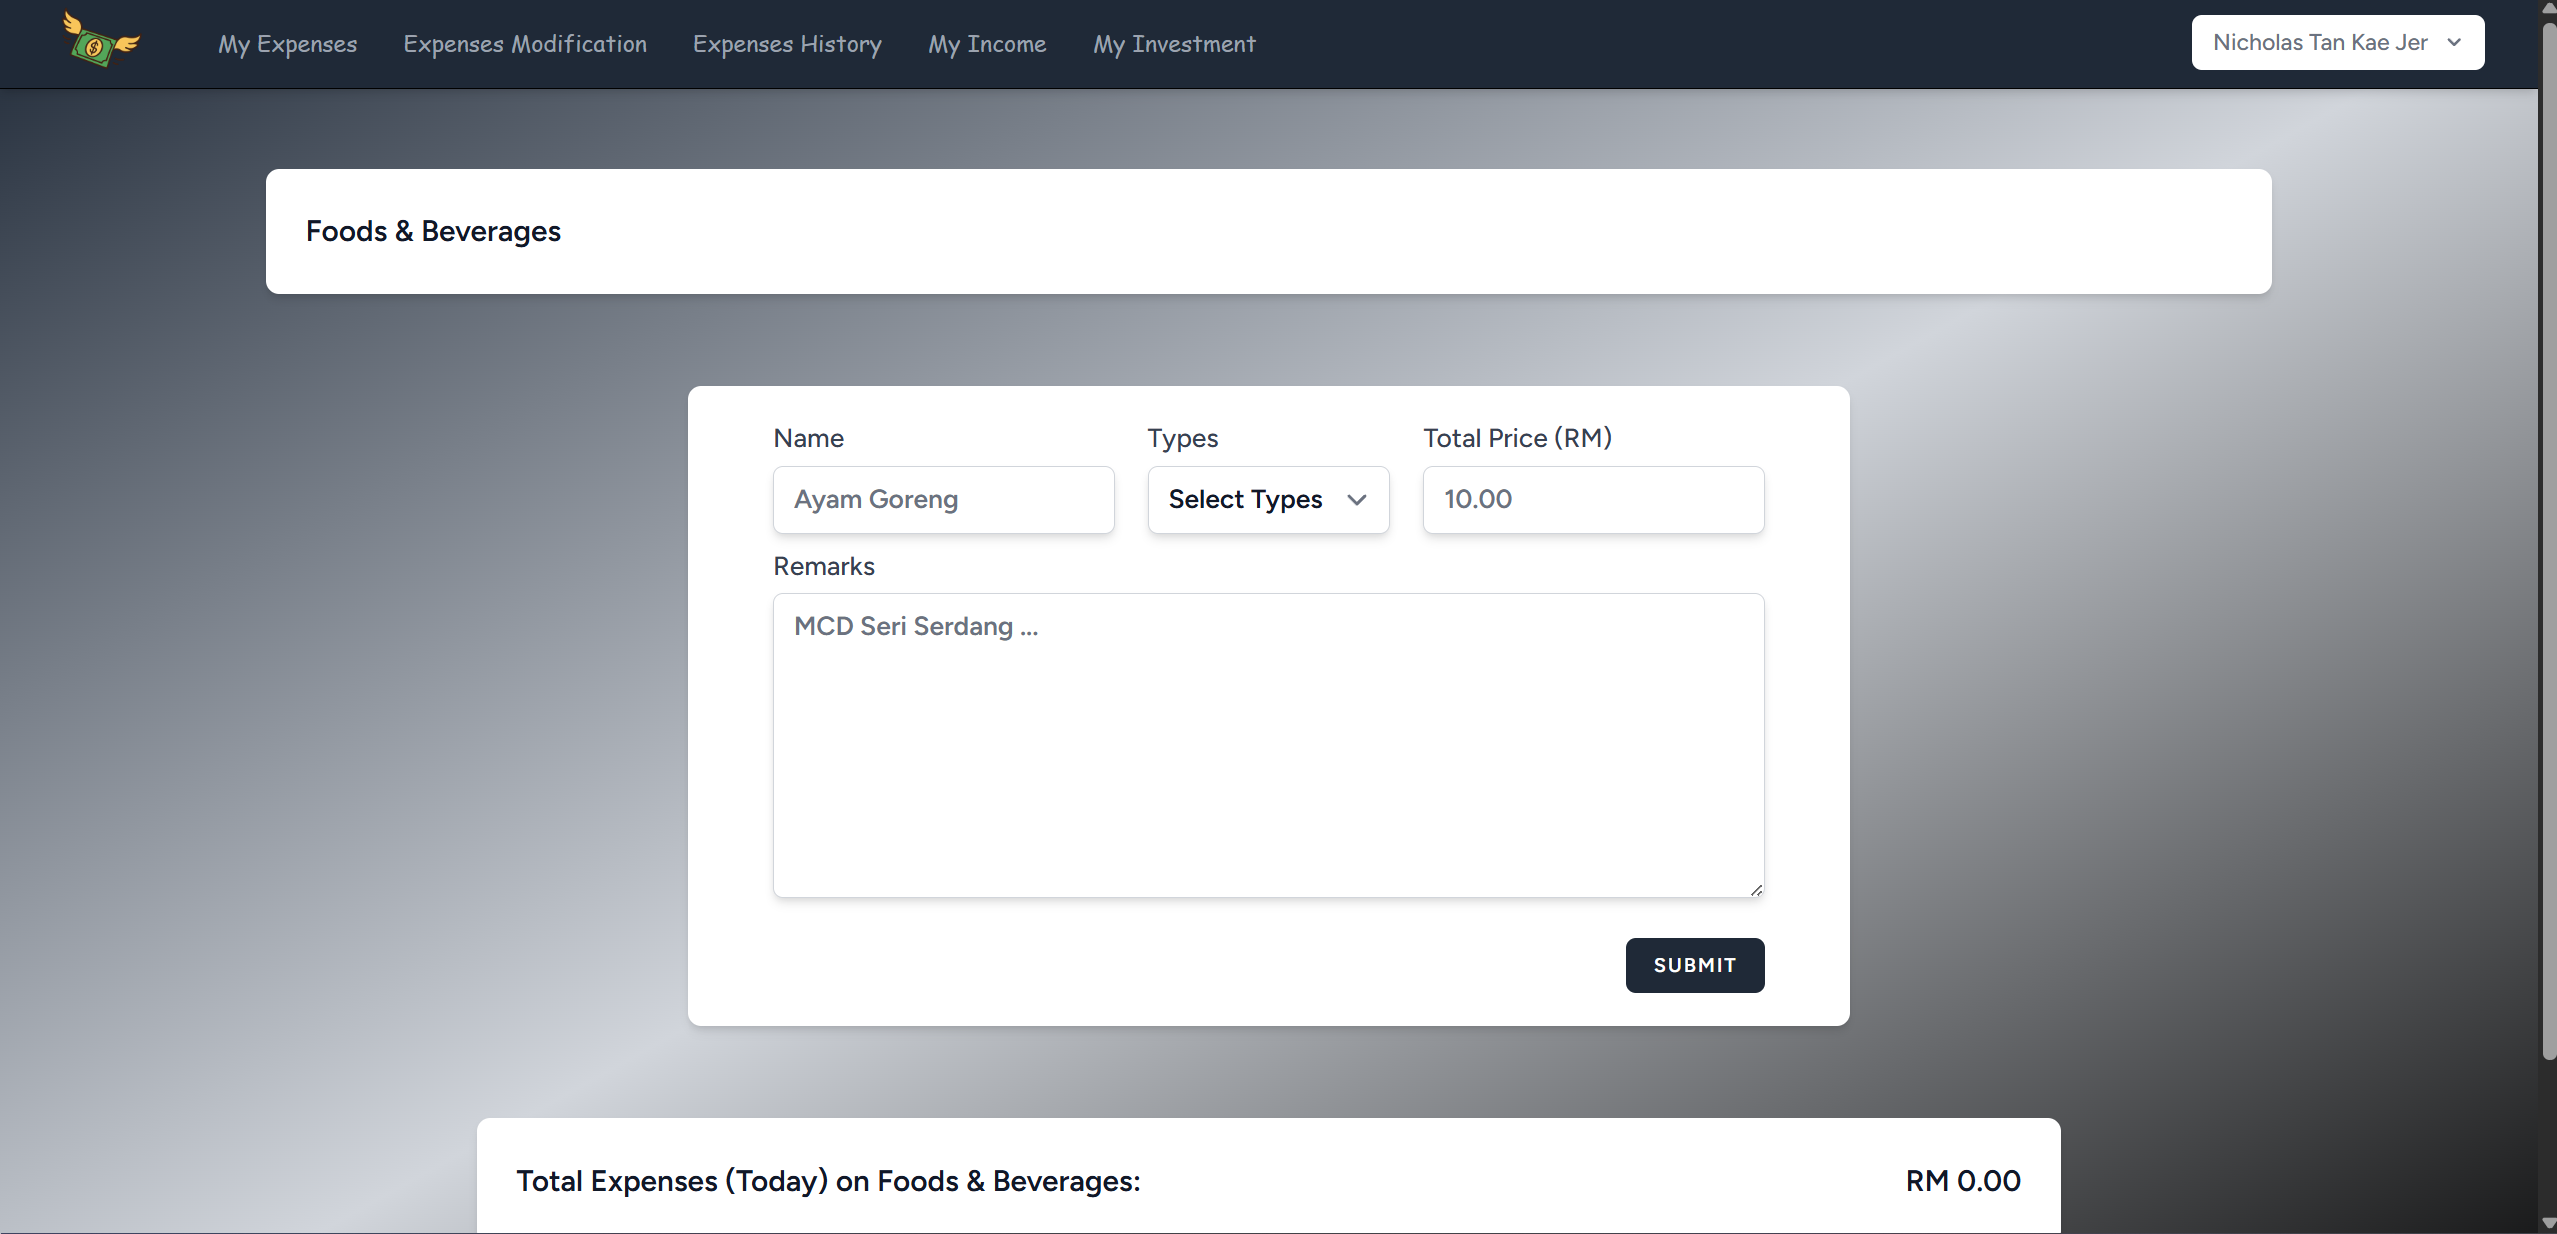 My Expenses Expenses Modification Expenses History My Income My Investment Nicholas Tan Kae Jer
Foods & Beverages
Name Types Total Price (RM)
Ayam Goreng Select Types 10.00
Remarks
MCD Seri Serdang ...
SUBMIT
Total Expenses (Today) on Foods & Beverages: RM 0.00